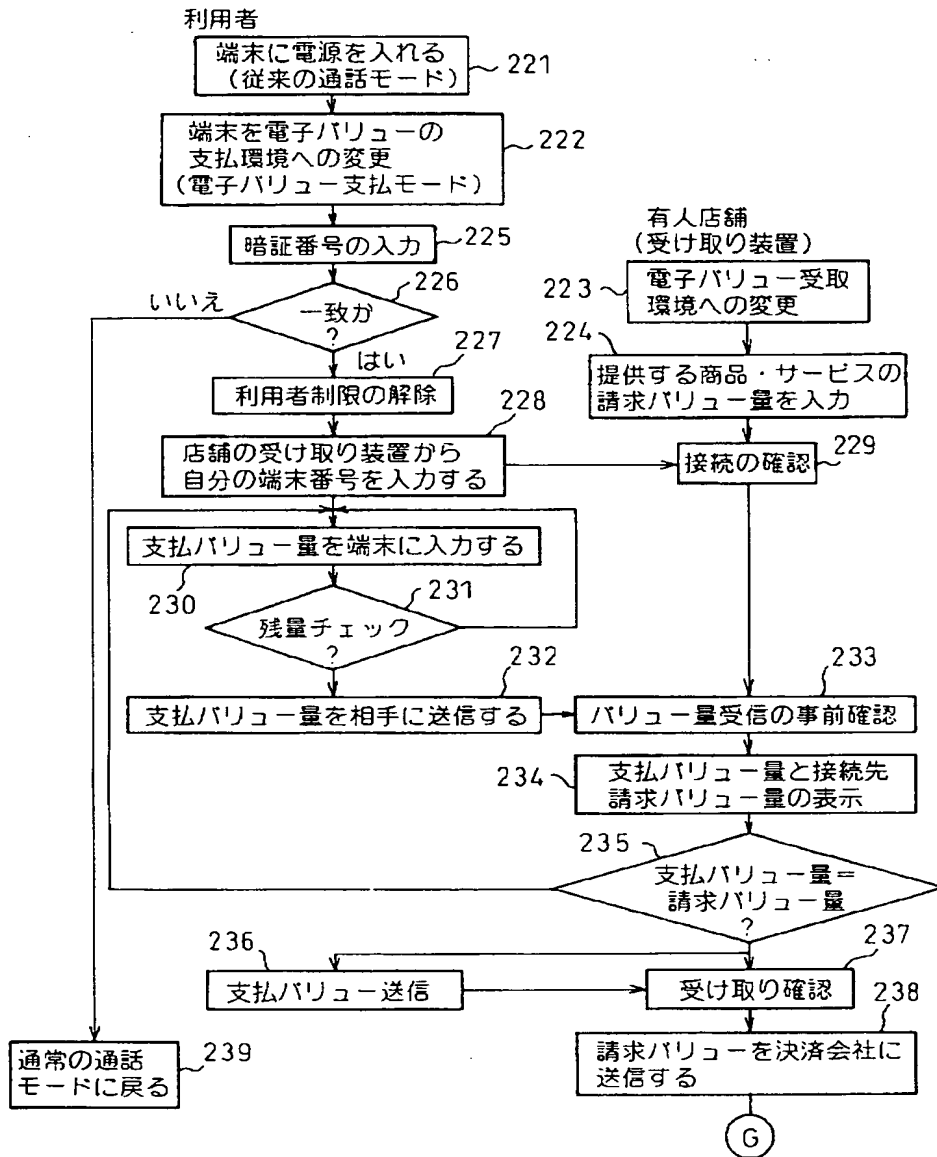 利用者
端末に電源を入れる
(従来の通話モード)
221
端末を電子バリューの
支払環境への変更
(電子バリュー支払モード)
222
暗証番号の入力
225
有人店舗
(受け取り装置)
223
電子バリュー受取
環境への変更
いいえ
226
一致か
?
はい
227
利用者制限の解除
224
提供する商品・サービスの
請求バリュー量を入力
228
店舗の受け取り装置から
自分の端末番号を入力する
接続の確認
229
支払バリュー量を端末に入力する
230
231
残量チェック
?
232
支払バリュー量を相手に送信する
233
バリュー量受信の事前確認
234
支払バリュー量と接続先
請求バリュー量の表示
235
支払バリュー量=
請求バリュー量
?
236
支払バリュー送信
237
受け取り確認
238
請求バリューを決済会社に
送信する
通常の通話
モードに戻る
239
G